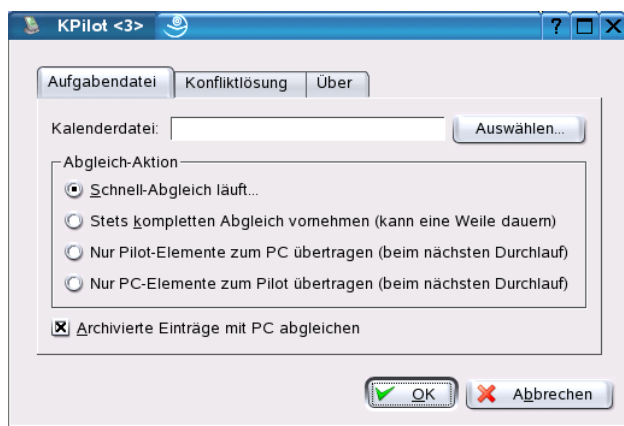 KPilot <3>
Aufgabendatei Konfliktlösung Über
Kalenderdatei: Auswählen...
Abgleich-Aktion
Schnell-Abgleich läuft...
Stets kompletten Abgleich vornehmen (kann eine Weile dauern)
Nur Pilot-Elemente zum PC übertragen (beim nächsten Durchlauf)
Nur PC-Elemente zum Pilot übertragen (beim nächsten Durchlauf)
Archivierte Einträge mit PC abgleichen
OK Abbrechen